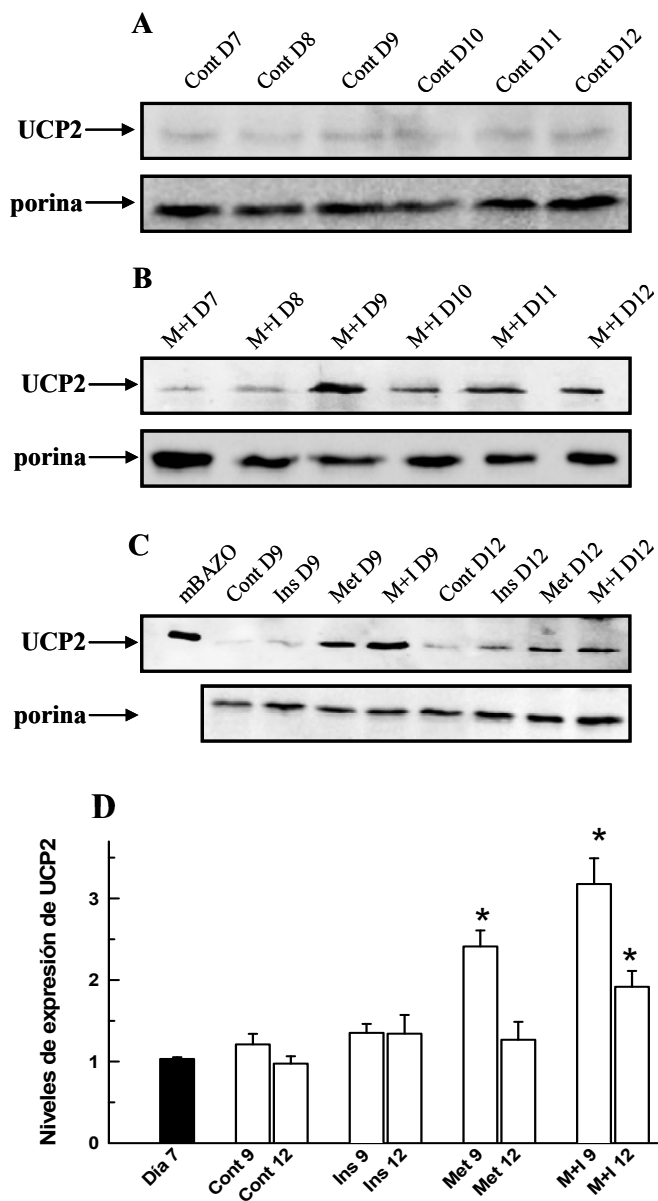 A
Cont D7 Cont D8 Cont D9 Cont D10 Cont D11 Cont D12
UCP2
porina
B
M+I D7 M+I D8 M+I D9 M+I D10 M+I D11 M+I D12
UCP2
porina
C
mBAZO Cont D9 Ins D9 Met D9 M+I D9 Cont D12 Ins D12 Met D12 M+I D12
UCP2
porina
D
Niveles de expresión de UCP2
3
2
1
0
* * *
Día 7 Cont 9 Cont 12 Ins 9 Ins 12 Met 9 Met 12 M+I 9 M+I 12